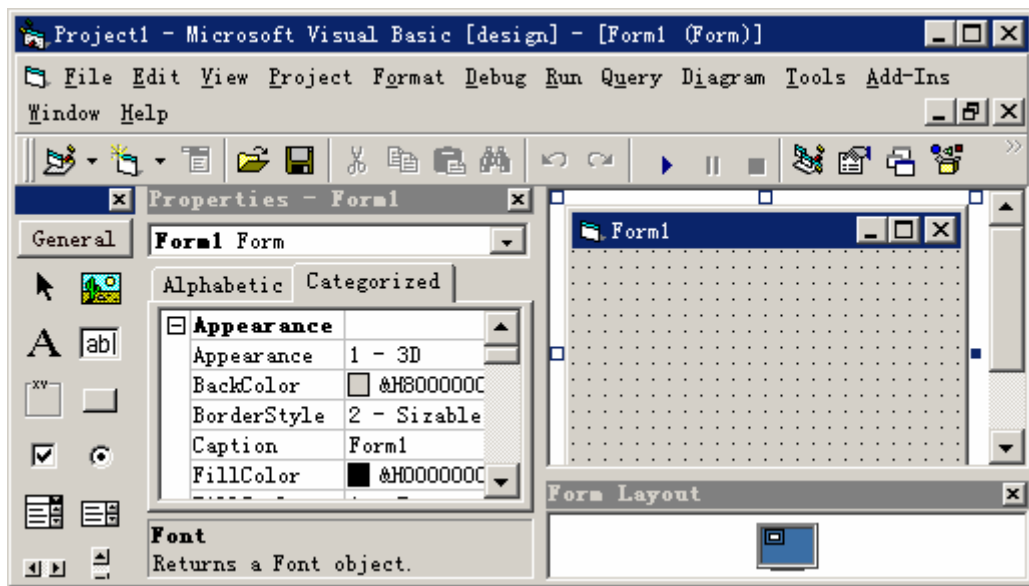 Project1 - Microsoft Visual Basic [design] - [Form1 (Form)]
File Edit View Project Format Debug Run Query Diagram Tools Add-Ins
Window Help
General
Properties - Form1
Form1 Form
Alphabetic Categorized
Appearance
Appearance 1 - 3D
BackColor &H8000000
BorderStyle 2 - Sizable
Caption Form1
FillColor &H0000000
Font
Returns a Font object.
A
abl
XY
Form1
Form Layout